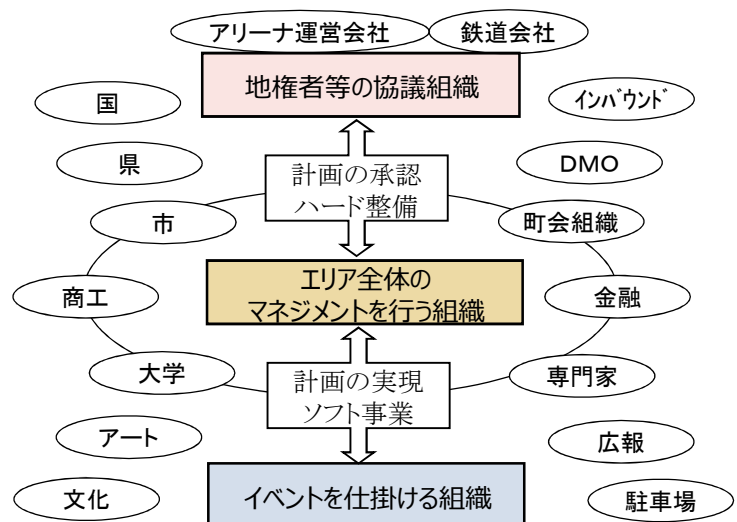 アリーナ運営会社
鉄道会社
地権者等の協議組織
国
インバウンド
県
計画の承認
ハード整備
DMO
市
町会組織
商工
エリア全体の
マネジメントを行う組織
金融
大学
計画の実現
ソフト事業
専門家
アート
広報
文化
イベントを仕掛ける組織
駐車場